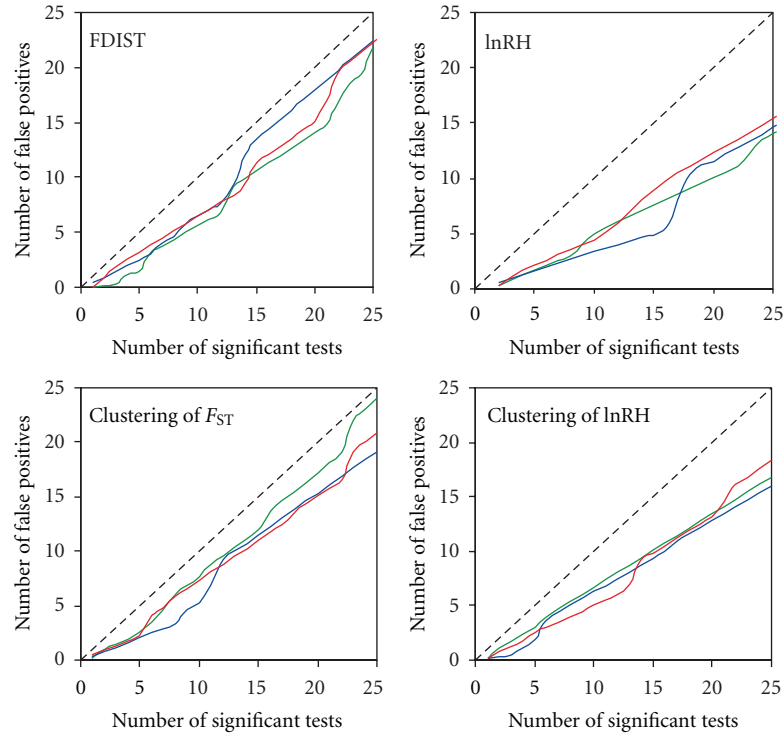 FDIST
25
20
15
10
5
0
Number of false positives
0 5 10 15 20 25
Number of significant tests
lnRH
25
20
15
10
5
0
Number of false positives
0 5 10 15 20 25
Number of significant tests
Clustering of FST
25
20
15
10
5
0
Number of false positives
0 5 10 15 20 25
Number of significant tests
Clustering of lnRH
25
20
15
10
5
0
Number of false positives
0 5 10 15 20 25
Number of significant tests